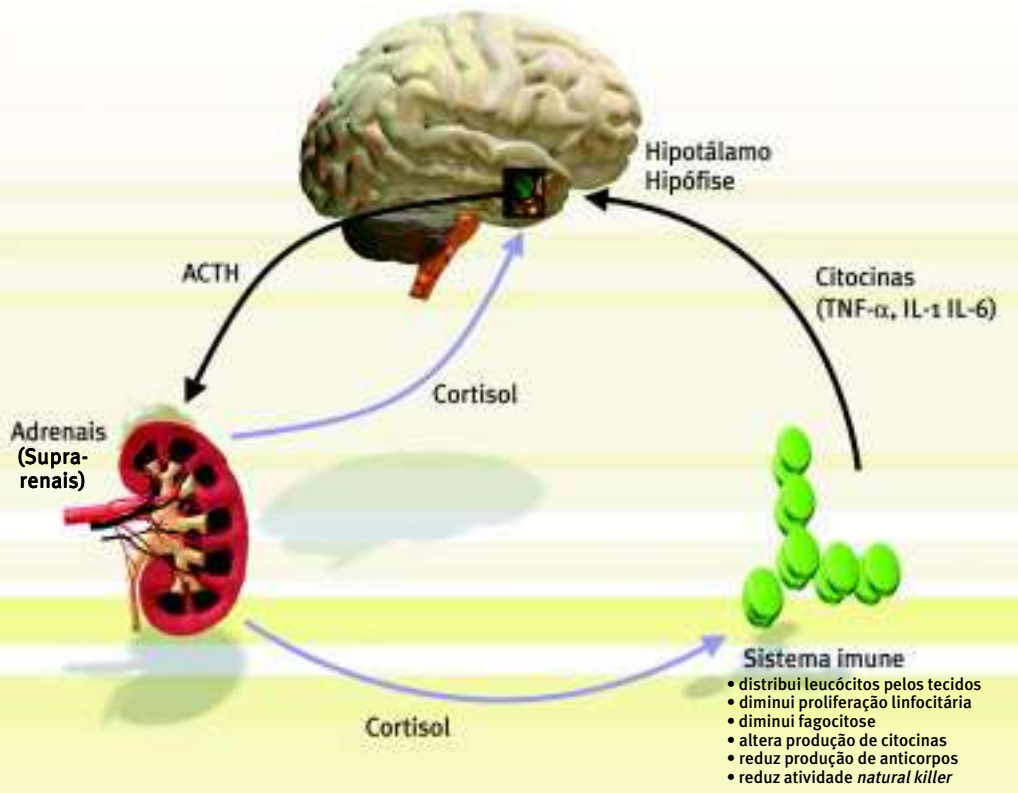 Hipotálamo
Hipófise
ACTH
Citocinas
(TNF-α, IL-1 IL-6)
Cortisol
Adrenais
(Supra-
renais)
Sistema imune
• distribui leucócitos pelos tecidos
• diminui proliferação linfocitária
• diminui fagocitose
• altera produção de citocinas
• reduz produção de anticorpos
• reduz atividade natural killer
Cortisol